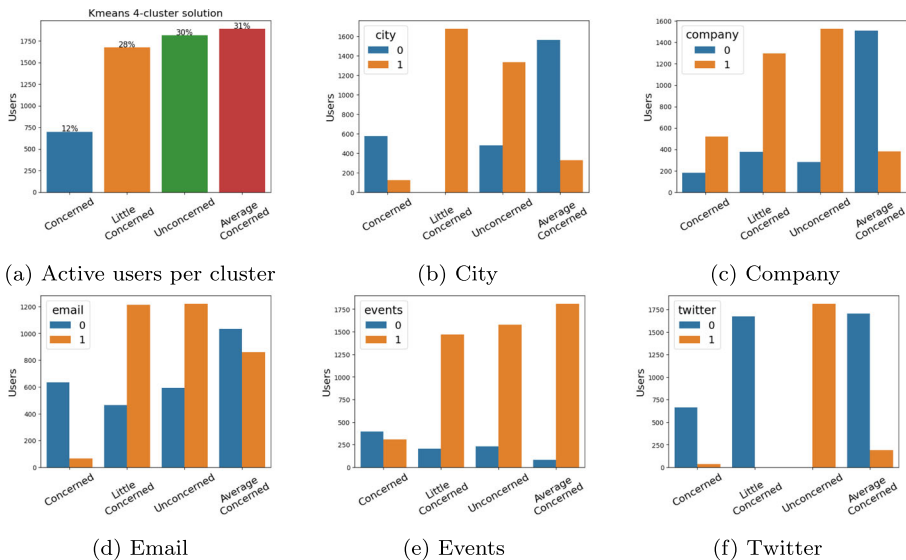 Kmeans 4-cluster solution
Users
1750
1500
1250
1000
750
500
250
0
12%
28%
30%
31%
Concerned
Little Concerned
Unconcerned
Average Concerned
(a) Active users per cluster
city
0
1
Users
1600
1400
1200
1000
800
600
400
200
0
Concerned
Little Concerned
Unconcerned
Average Concerned
(b) City
company
0
1
Users
1600
1400
1200
1000
800
600
400
200
0
Concerned
Little Concerned
Unconcerned
Average Concerned
(c) Company
email
0
1
Users
1200
1000
800
600
400
200
0
Concerned
Little Concerned
Unconcerned
Average Concerned
(d) Email
events
0
1
Users
1750
1500
1250
1000
750
500
250
0
Concerned
Little Concerned
Unconcerned
Average Concerned
(e) Events
twitter
0
1
Users
1750
1500
1250
1000
750
500
250
0
Concerned
Little Concerned
Unconcerned
Average Concerned
(f) Twitter